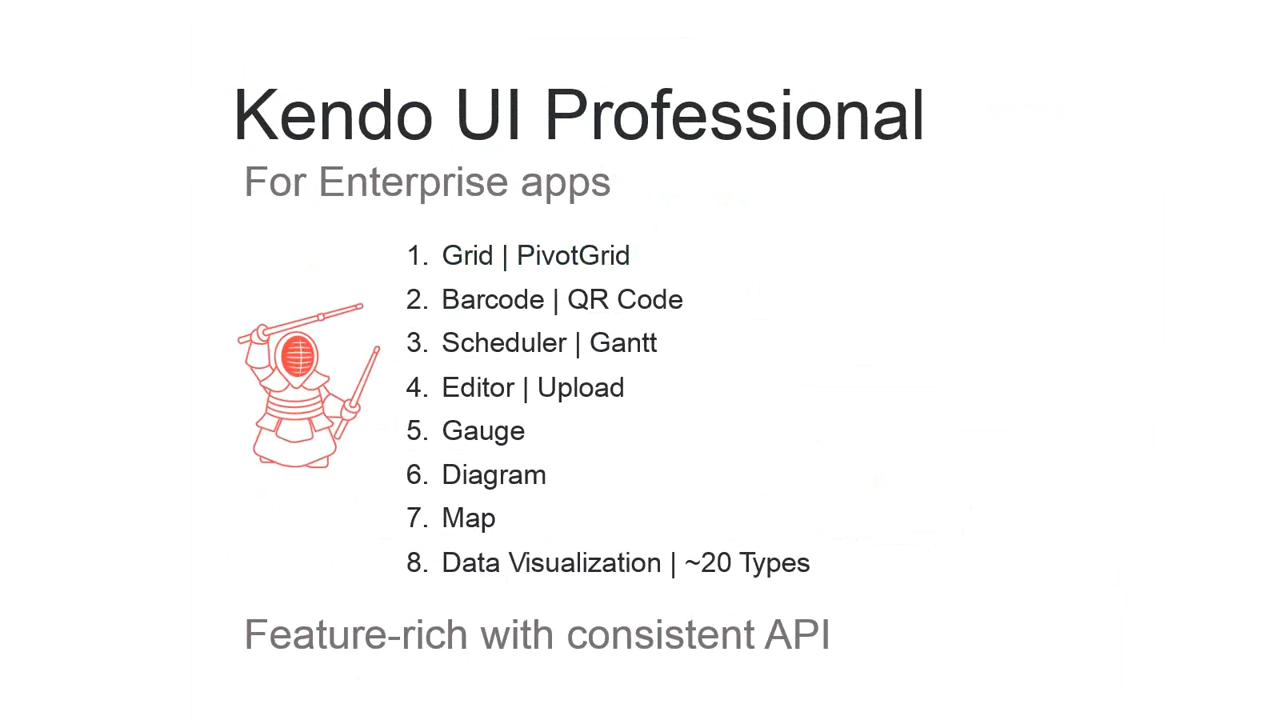 Kendo UI Professional
For Enterprise apps
1. Grid | PivotGrid
2. Barcode | QR Code
3. Scheduler | Gantt
4. Editor | Upload
5. Gauge
6. Diagram
7. Map
8. Data Visualization | ~20 Types
Feature-rich with consistent API